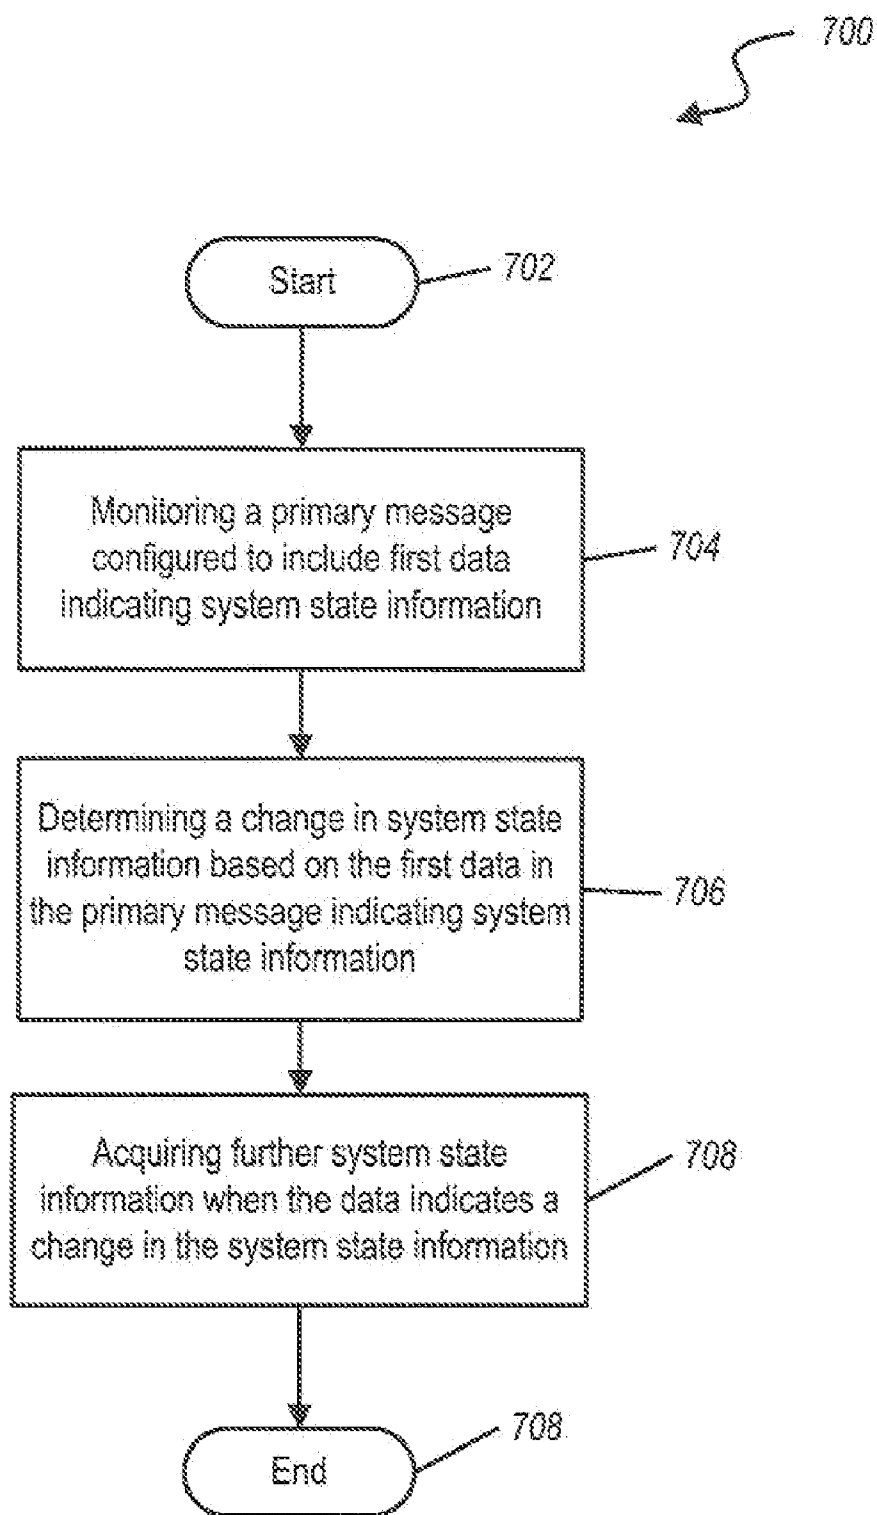 700
Start
702
Monitoring a primary message
configured to include first data
indicating system state information
704
Determining a change in system state
information based on the first data in
the primary message indicating system
state information
706
Acquiring further system state
information when the data indicates a
change in the system state information
708
End
708